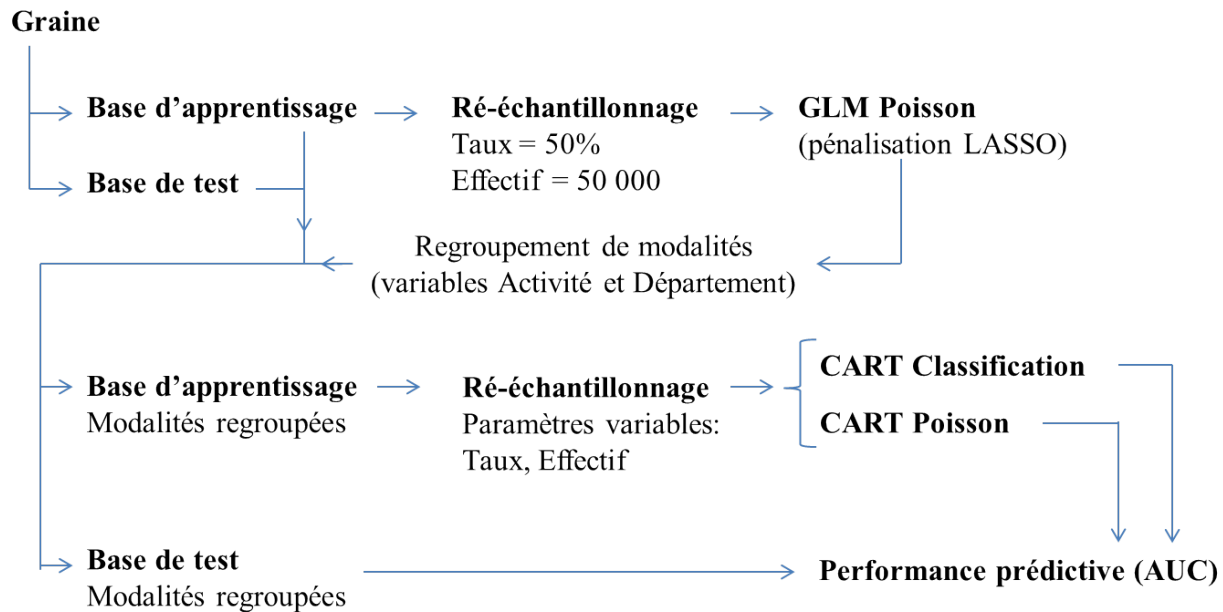 Graine
Base d’apprentissage
Ré-échantillonnage
GLM Poisson
Taux = 50%
(pénalisation LASSO)
Base de test
Effectif = 50 000
Regroupement de modalités
(variables Activité et Département)
Base d’apprentissage
Modalités regroupées
Ré-échantillonnage
Paramètres variables:
Taux, Effectif
CART Classification
CART Poisson
Base de test
Modalités regroupées
Performance prédictive (AUC)